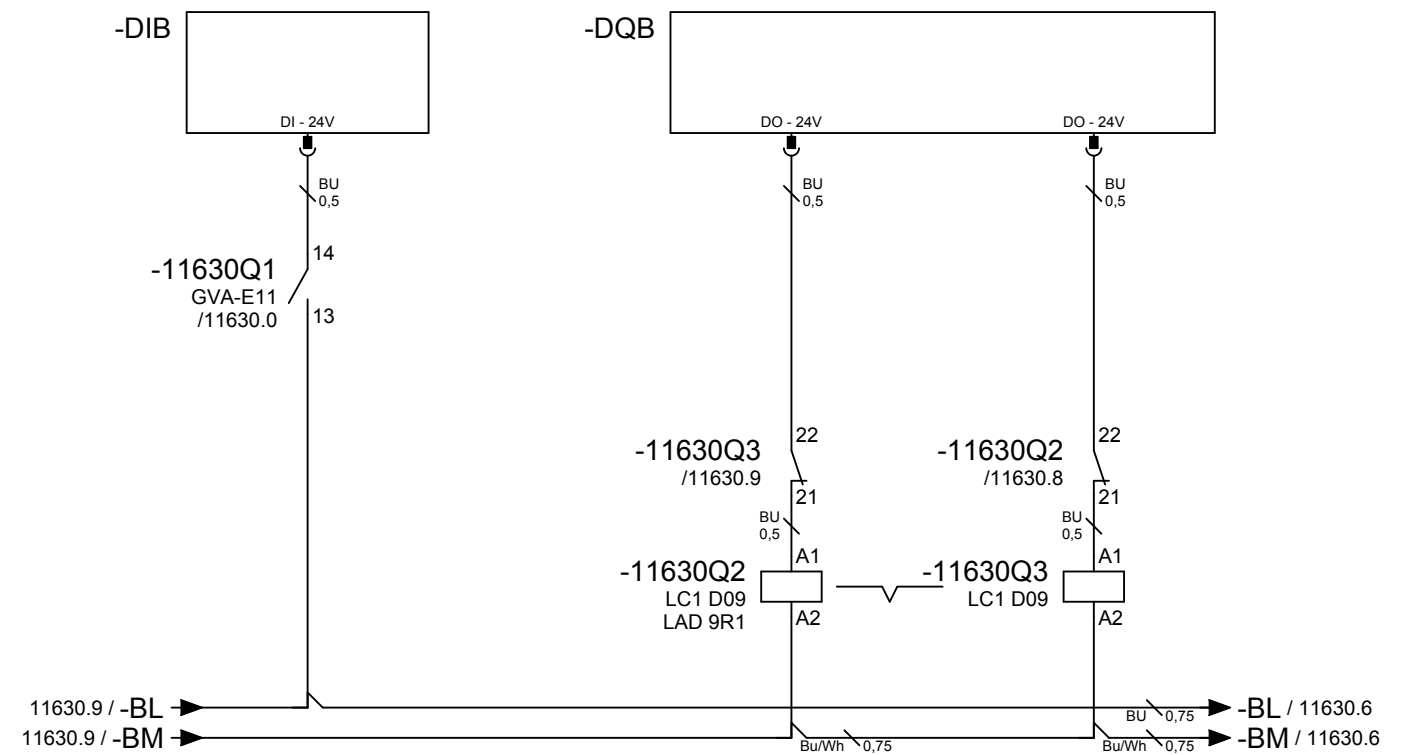 -DIB
-DQB
DI - 24V
DO - 24V
DO - 24V
BU
0,5
BU
0,5
BU
0,5
14
-11630Q1
GVA-E11
/11630.0
13
22
-11630Q3
/11630.9
21
22
-11630Q2
/11630.8
21
BU
0,5
BU
0,5
A1
-11630Q2
LC1 D09
LAD 9R1
A2
A1
-11630Q3
LC1 D09
A2
11630.9 / -BL
BU 0,75
-BL / 11630.6
11630.9 / -BM
Bu/Wh 0,75
Bu/Wh 0,75
-BM / 11630.6